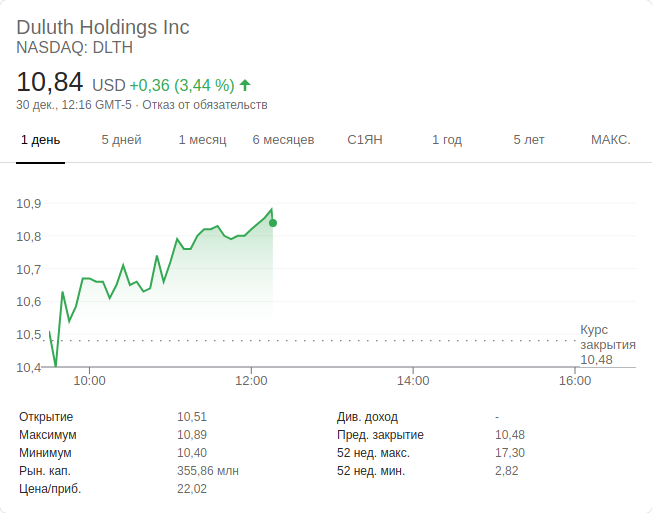 Duluth Holdings Inc
NASDAQ: DLTH
10,84 USD +0,36 (3,44 %)
30 дек., 12:16 GMT-5 · Отказ от обязательств
1 день 5 дней 1 месяц 6 месяцев С1ЯН 1 год 5 лет МАКС.
10,9
10,8
10,7
10,6
10,5
10,4
Курс
закрытия
10,48
10:00 12:00 14:00 16:00
Открытие 10,51 Див. доход -
Максимум 10,89 Пред. закрытие 10,48
Минимум 10,40 52 нед. макс. 17,30
Рын. кап. 355,86 млн 52 нед. мин. 2,82
Цена/приб. 22,02